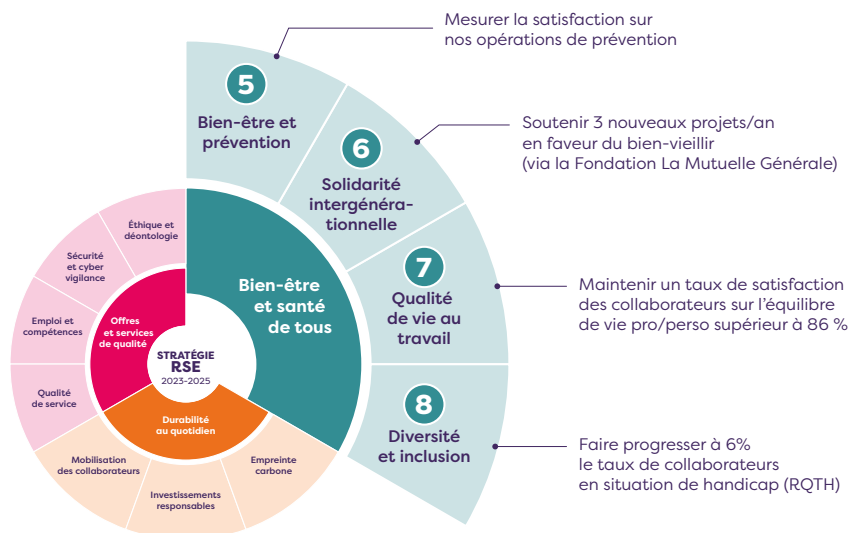 Mesurer la satisfaction sur
nos opérations de prévention
5
Bien-être et
prévention
6
Solidarité
intergénéra-
tionnelle
Soutenir 3 nouveaux projets/an
en faveur du bien-vieillir
(via la Fondation La Mutuelle Générale)
7
Qualité
de vie au
travail
Maintenir un taux de satisfaction
des collaborateurs sur l’équilibre
de vie pro/perso supérieur à 86 %
8
Diversité
et inclusion
Faire progresser à 6%
le taux de collaborateurs
en situation de handicap (RQTH)
Bien-être
et santé
de tous
Éthique et
déontologie
Sécurité
et cyber
vigilance
Emploi et
compétences
Qualité
de service
Offres
et services
de qualité
STRATÉGIE
RSE
2023-2025
Durabilité
au quotidien
Mobilisation
des collaborateurs
Investissements
responsables
Empreinte
carbone